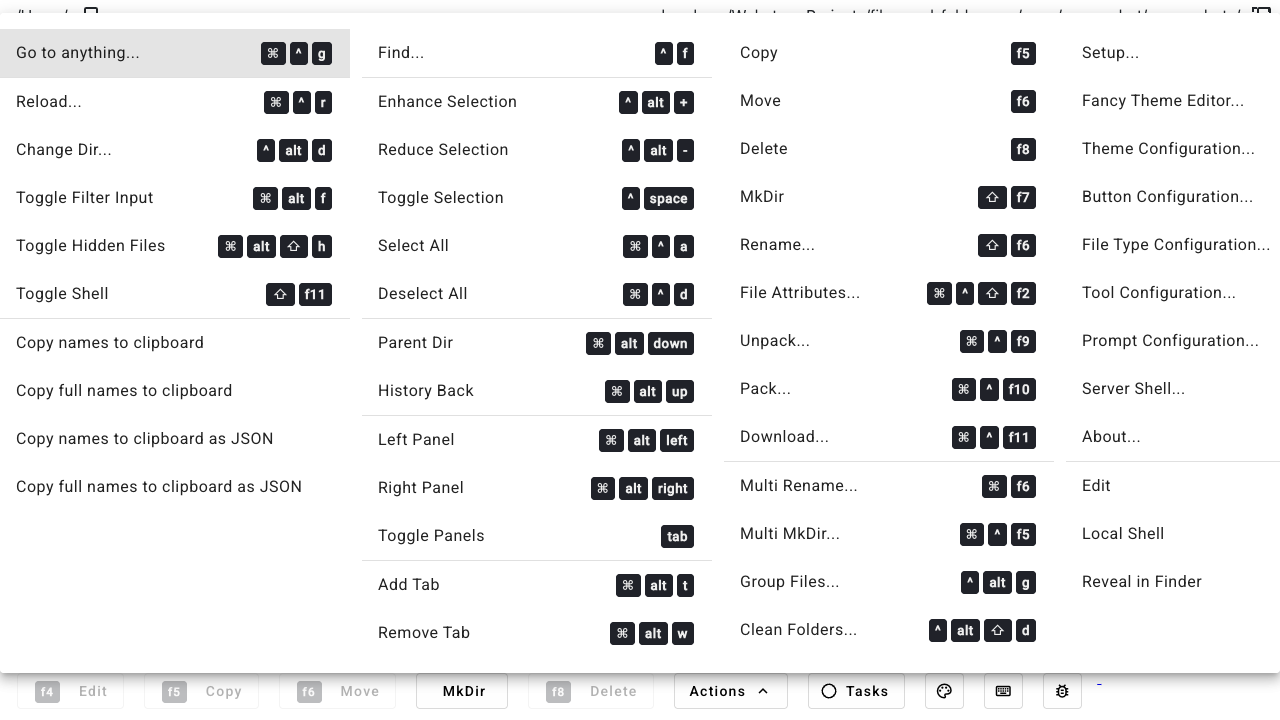 Go to anything... ⌘ ^ g
Reload... ⌘ ^ r
Change Dir... ^ alt d
Toggle Filter Input ⌘ alt f
Toggle Hidden Files ⌘ alt ⇧ h
Toggle Shell ⇧ f11
Copy names to clipboard
Copy full names to clipboard
Copy names to clipboard as JSON
Copy full names to clipboard as JSON
Find... ^ f
Enhance Selection ^ alt +
Reduce Selection ^ alt -
Toggle Selection ^ space
Select All ⌘ ^ a
Deselect All ⌘ ^ d
Parent Dir ⌘ alt down
History Back ⌘ alt up
Left Panel ⌘ alt left
Right Panel ⌘ alt right
Toggle Panels tab
Add Tab ⌘ alt t
Remove Tab ⌘ alt w
Copy f5
Move f6
Delete f8
MkDir ⇧ f7
Rename... ⇧ f6
File Attributes... ⌘ ^ ⇧ f2
Unpack... ⌘ ^ f9
Pack... ⌘ ^ f10
Download... ⌘ ^ f11
Multi Rename... ⌘ f6
Multi MkDir... ⌘ ^ f5
Group Files... ^ alt g
Clean Folders... ^ alt ⇧ d
Setup...
Fancy Theme Editor...
Theme Configuration...
Button Configuration...
File Type Configuration...
Tool Configuration...
Prompt Configuration...
Server Shell...
About...
Edit
Local Shell
Reveal in Finder
f4 Edit f5 Copy f6 Move MkDir f8 Delete Actions Tasks